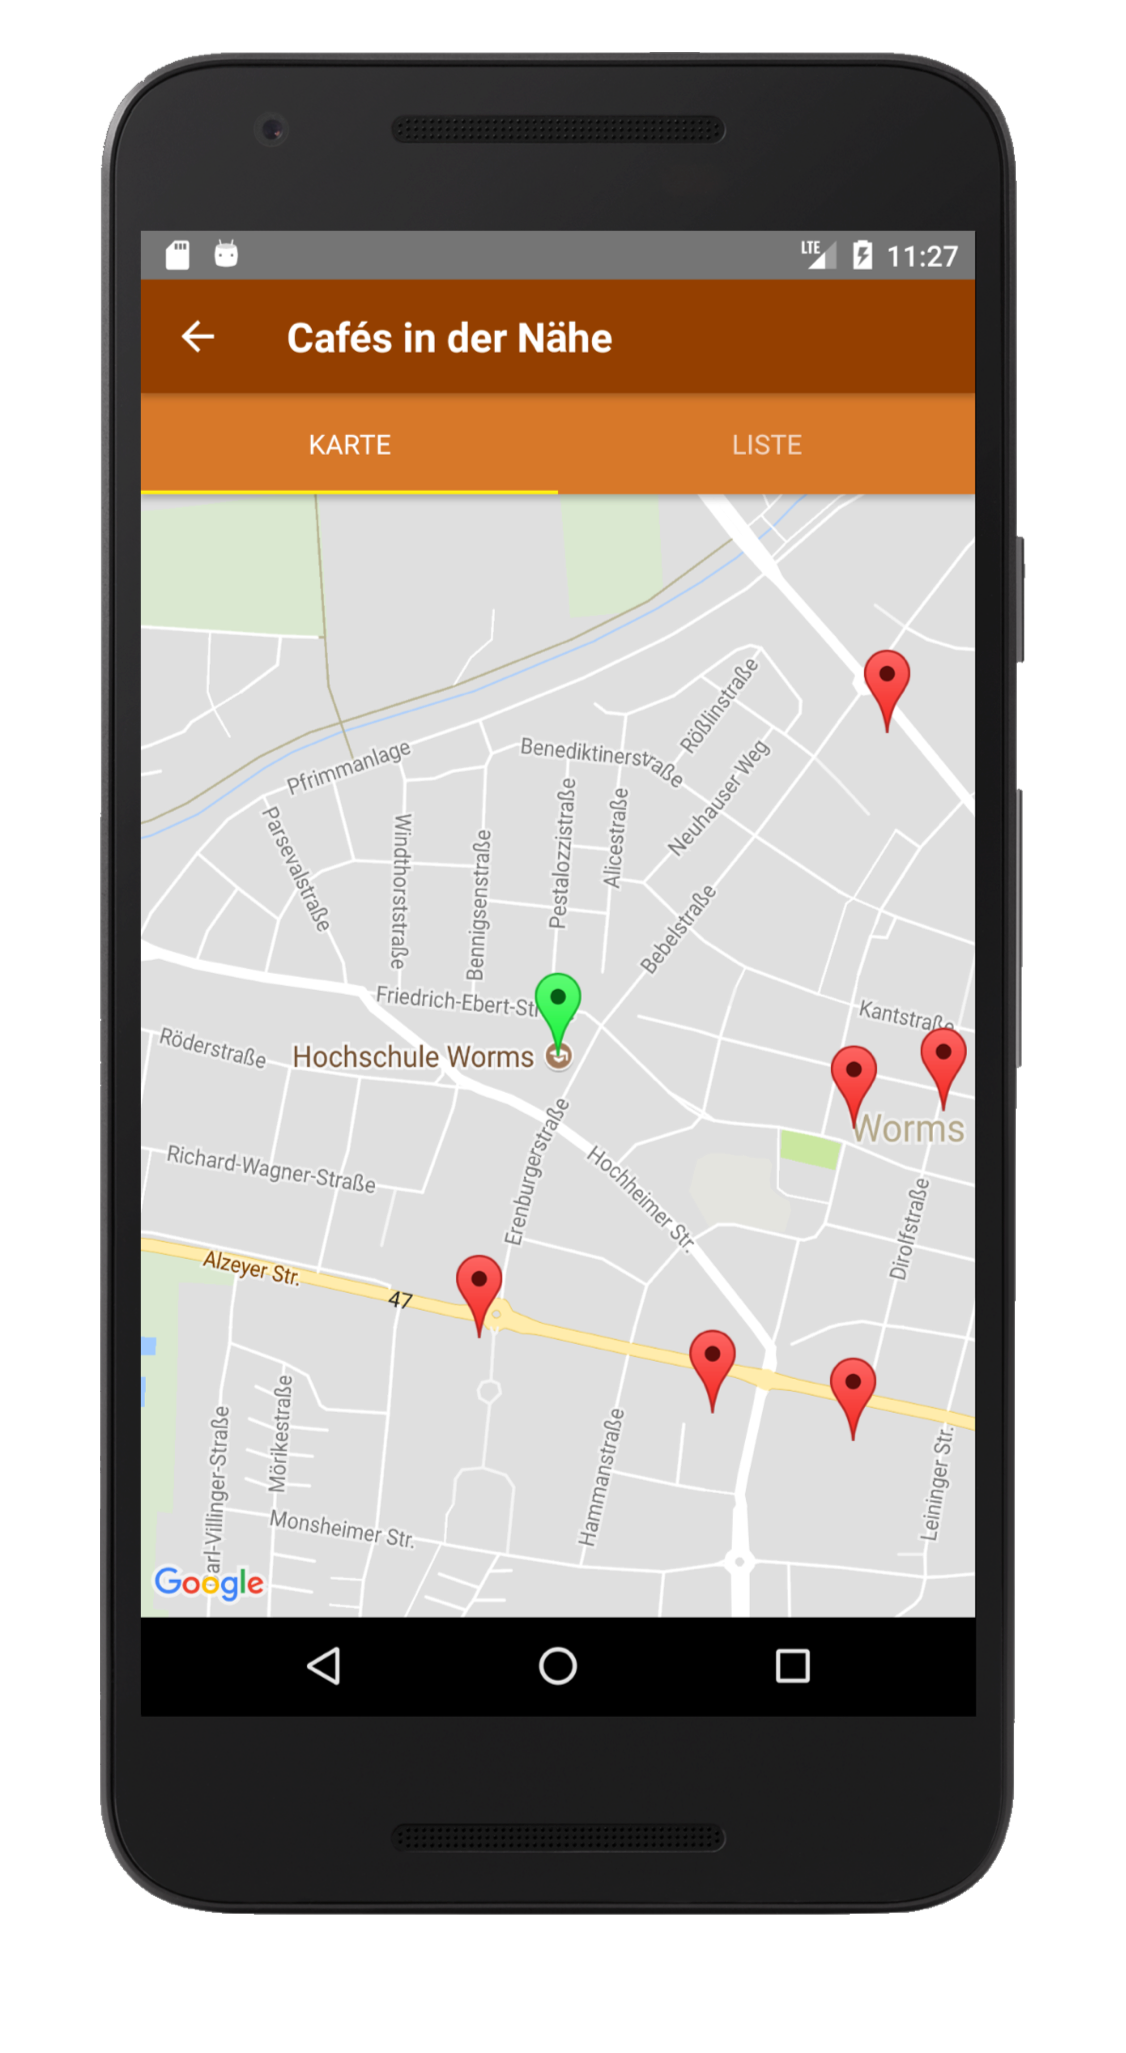 LTE 11:27
Cafés in der Nähe
KARTE LISTE
Rößlinstraße
Benediktinerstraße
Pfrimmanlage
Neuhauser Weg
Parsevalstraße
Windthorststraße
Bennigsenstraße
Pestalozzistraße
Alicestraße
Bebelstraße
Friedrich-Ebert-St
Kantstraße
Röderstraße
Hochschule Worms
Worms
Erenburgerstraße
Hochheimer Str.
Richard-Wagner-Straße
Dirolfstraße
Alzeyer Str.
47
Mörikestraße
arl-Villinger-Straße
Hammanstraße
Leininger Str.
Monsheimer Str.
Google